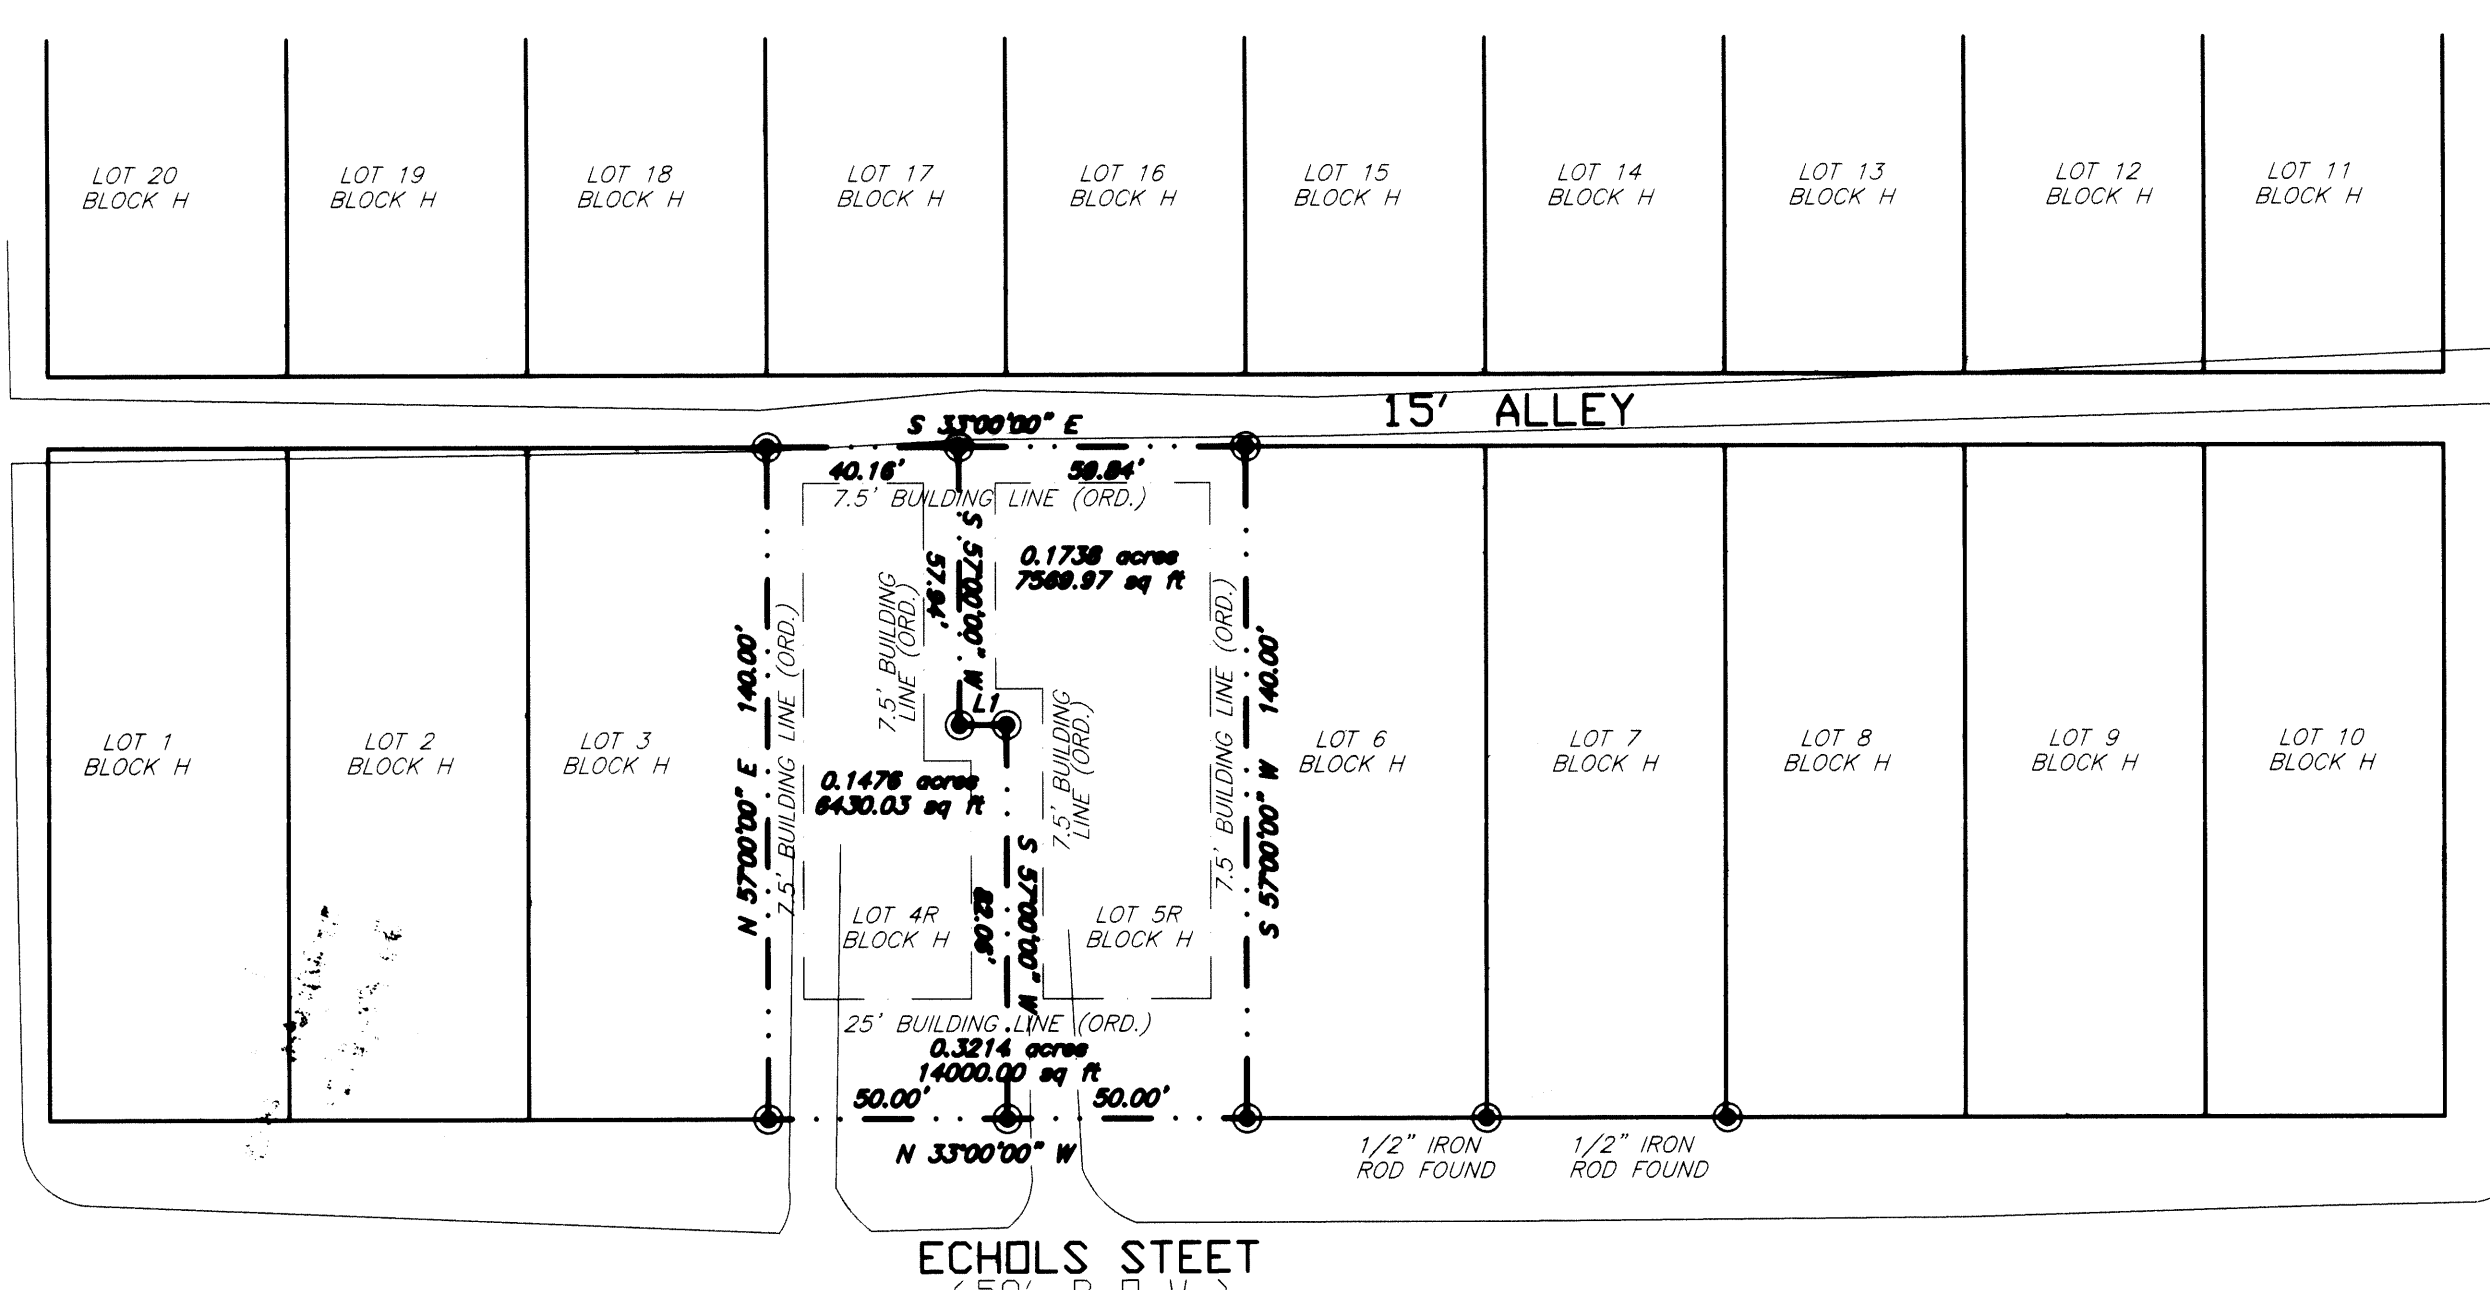 LOT 20
BLOCK H
LOT 19
BLOCK H
LOT 18
BLOCK H
LOT 17
BLOCK H
LOT 16
BLOCK H
LOT 15
BLOCK H
LOT 14
BLOCK H
LOT 13
BLOCK H
LOT 12
BLOCK H
LOT 11
BLOCK H
15' ALLEY
S 33°00'00" E
40.16'
59.84'
7.5' BUILDING LINE (ORD.)
S 57°00'00" W
57.94'
0.1738 acres
7569.97 sq ft
7.5' BUILDING
LINE (ORD.)
7.5' BUILDING LINE (ORD.)
N 57°00'00" E 140.00'
7.5' BUILDING LINE (ORD.)
S 57°00'00" W 140.00'
L1
7.5' BUILDING
LINE (ORD.)
LOT 1
BLOCK H
LOT 2
BLOCK H
LOT 3
BLOCK H
0.1476 acres
6430.03 sq ft
LOT 6
BLOCK H
LOT 7
BLOCK H
LOT 8
BLOCK H
LOT 9
BLOCK H
LOT 10
BLOCK H
S 57°00'00" W
82.06'
LOT 4R
BLOCK H
LOT 5R
BLOCK H
25' BUILDING LINE (ORD.)
0.3214 acres
14000.00 sq ft
50.00'
50.00'
N 33°00'00" W
1/2" IRON
ROD FOUND
1/2" IRON
ROD FOUND
ECHOLS STEET